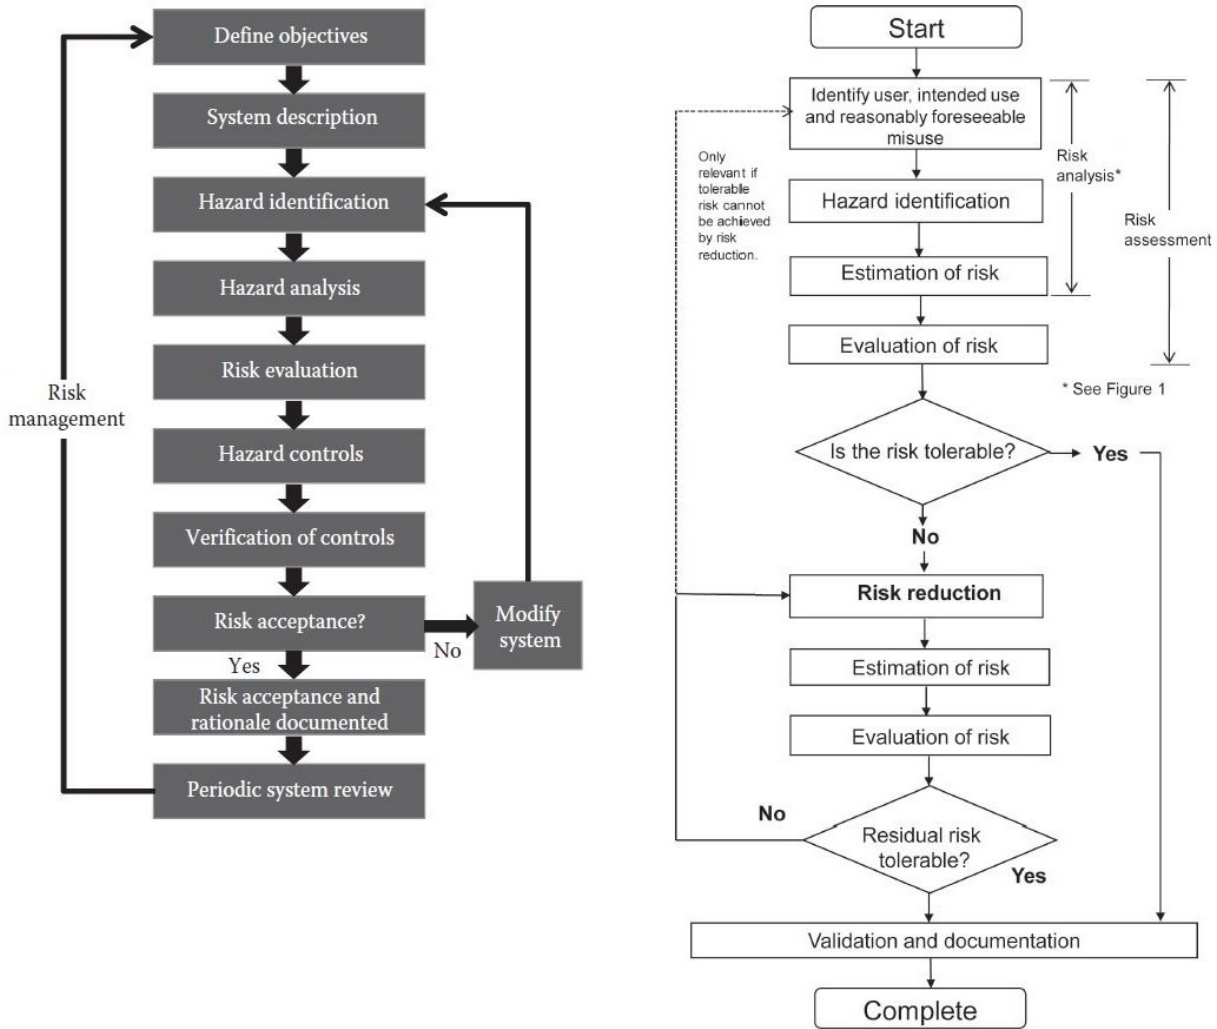 Define objectives
System description
Hazard identification
Hazard analysis
Risk evaluation
Risk
management
Hazard controls
Verification of controls
Risk acceptance?
No
Modify
system
Yes
Risk acceptance and
rationale documented
Periodic system review
Start
Identify user, intended use
and reasonably foreseeable
misuse
Only
relevant if
tolerable
risk cannot
be achieved
by risk
reduction.
Risk
analysis*
Hazard identification
Risk
assessment
Estimation of risk
Evaluation of risk
* See Figure 1
Is the risk tolerable?
Yes
No
Risk reduction
Estimation of risk
Evaluation of risk
No
Residual risk
tolerable?
Yes
Validation and documentation
Complete